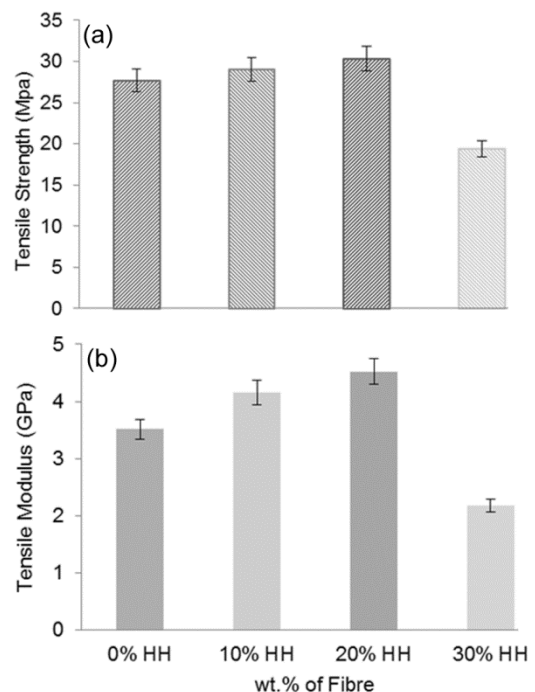 (a)
Tensile Strength (Mpa)
35
30
25
20
15
10
5
0
(b)
Tensile Modulus (GPa)
5
4
3
2
1
0
0% HH 10% HH 20% HH 30% HH
wt.% of Fibre